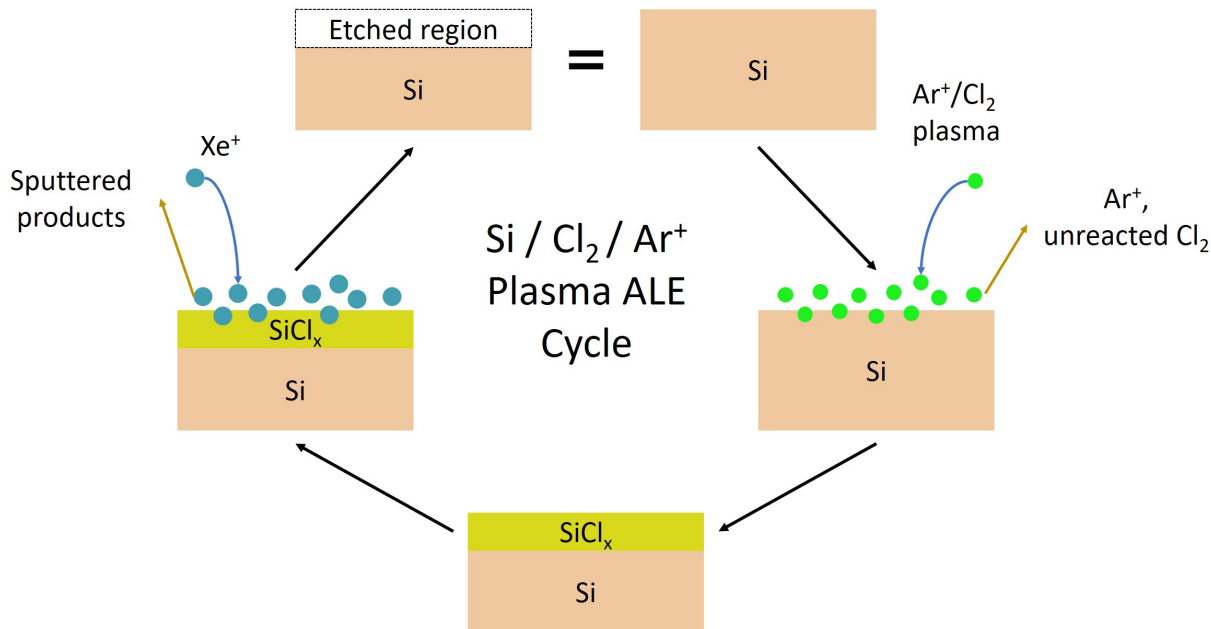 Etched region
Si
=
Si
Ar⁺/Cl₂
plasma
Xe⁺
Sputtered
products
Ar⁺,
unreacted Cl₂
Si / Cl₂ / Ar⁺
Plasma ALE
Cycle
SiClₓ
Si
Si
SiClₓ
Si